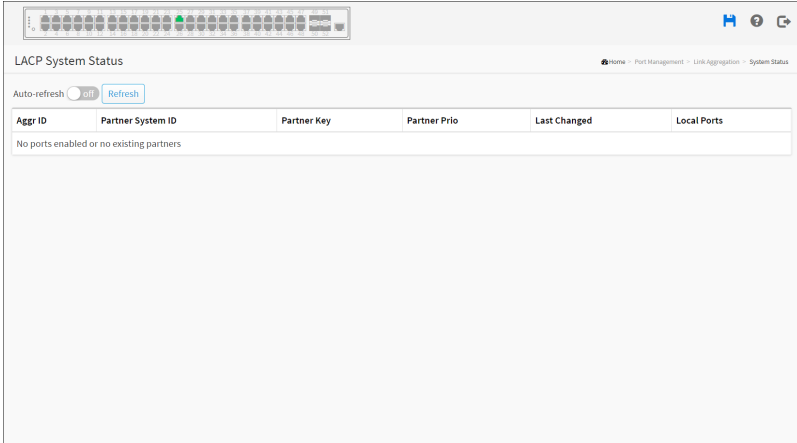 LACP System Status
Home > Port Management > Link Aggregation > System Status
Auto-refresh off Refresh
Aggr ID Partner System ID Partner Key Partner Prio Last Changed Local Ports
No ports enabled or no existing partners